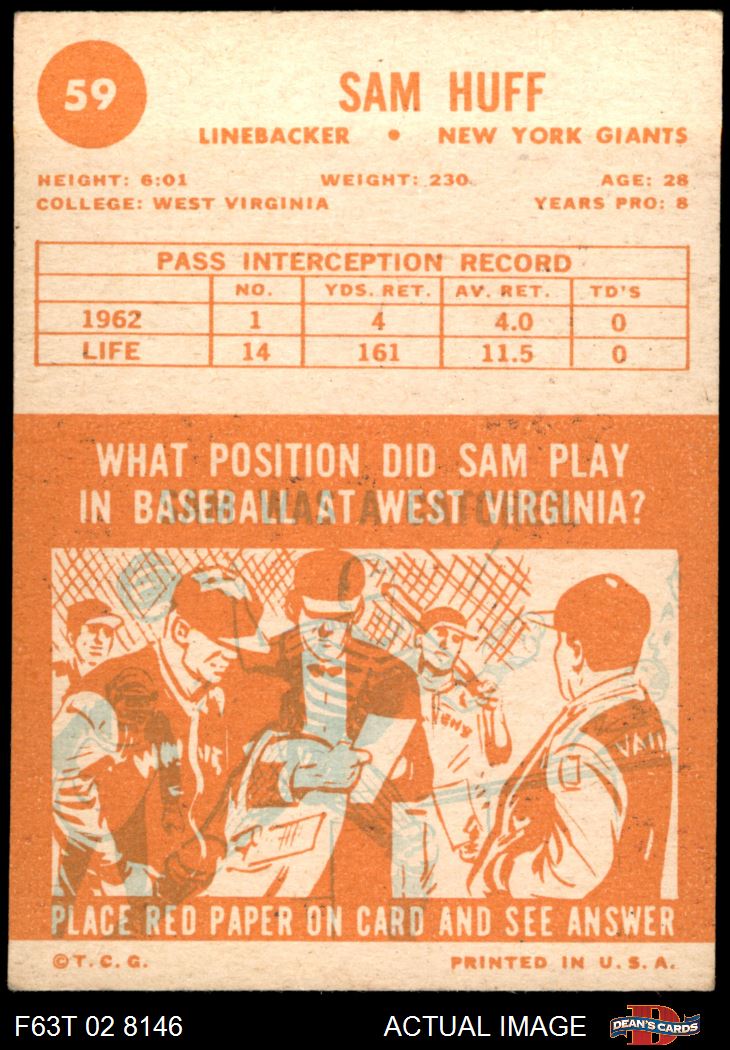 59
SAM HUFF
LINEBACKER • NEW YORK GIANTS
HEIGHT: 6:01 WEIGHT: 230 AGE: 28
COLLEGE: WEST VIRGINIA YEARS PRO: 8
PASS INTERCEPTION RECORD
NO. YDS. RET. AV. RET. TD'S
1962 1 4 4.0 0
LIFE 14 161 11.5 0
WHAT POSITION DID SAM PLAY
IN BASEBALL AT WEST VIRGINIA?
WAS A
PLACE RED PAPER ON CARD AND SEE ANSWER
©T.C.G. PRINTED IN U.S.A.
F63T 02 8146 ACTUAL IMAGE D DEAN'S CARDS